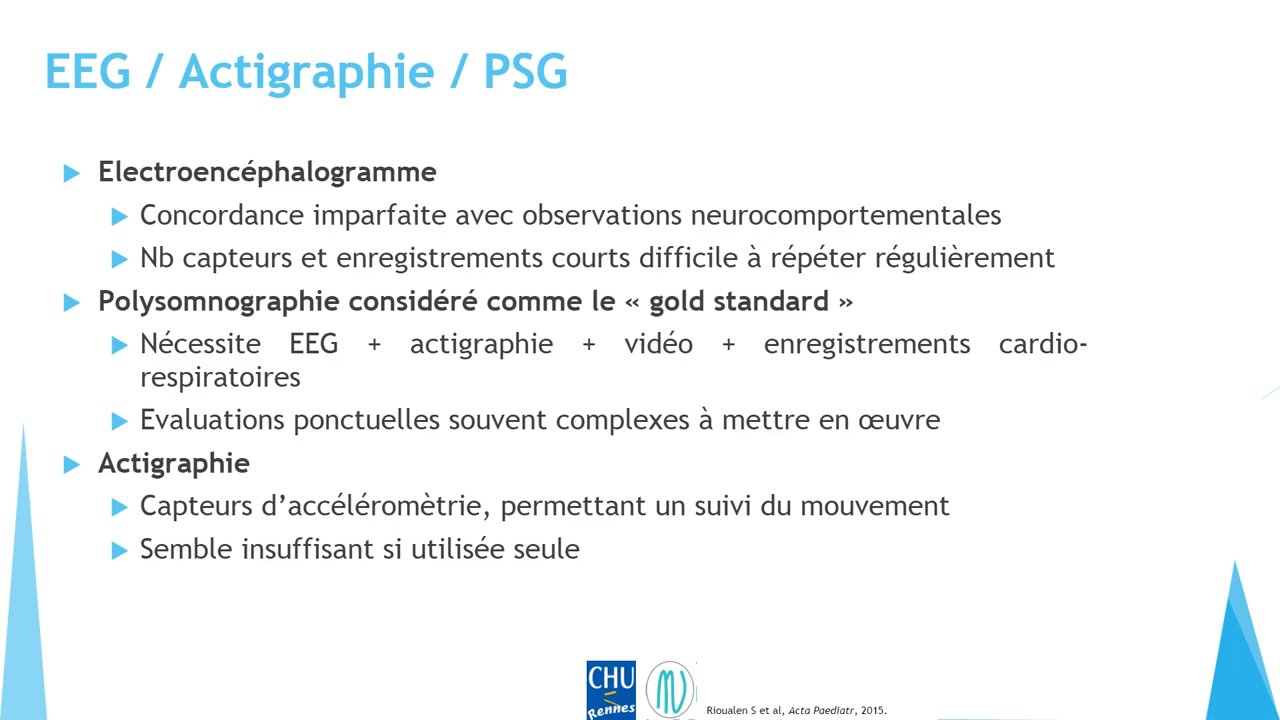 EEG / Actigraphie / PSG
Electroencéphalogramme
Concordance imparfaite avec observations neurocomportementales
Nb capteurs et enregistrements courts difficile à répéter régulièrement
Polysomnographie considéré comme le « gold standard »
Nécessite EEG + actigraphie + vidéo + enregistrements cardio-
respiratoires
Evaluations ponctuelles souvent complexes à mettre en œuvre
Actigraphie
Capteurs d’accéléromètrie, permettant un suivi du mouvement
Semble insuffisant si utilisée seule
CHU
Rennes
Rioualen S et al, Acta Paediatr, 2015.